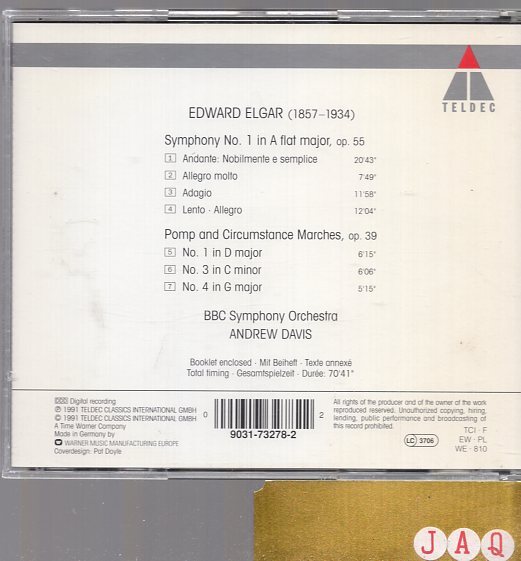 TELDEC
EDWARD ELGAR (1857–1934)
Symphony No. 1 in A flat major, op. 55
1 Andante: Nobilmente e semplice 20'43"
2 Allegro molto 7'49"
3 Adagio 11'58"
4 Lento · Allegro 12'04"
Pomp and Circumstance Marches, op. 39
5 No. 1 in D major 6'15"
6 No. 3 in C minor 6'06"
7 No. 4 in G major 5'15"
BBC Symphony Orchestra
ANDREW DAVIS
Booklet enclosed · Mit Beiheft · Texte annexé
Total timing · Gesamtspielzeit · Durée: 70'41"
DDD Digital recording
℗ 1991 TELDEC CLASSICS INTERNATIONAL GMBH
© 1991 TELDEC CLASSICS INTERNATIONAL GMBH
A Time Warner Company
Made in Germany by
WARNER MUSIC MANUFACTURING EUROPE
Coverdesign: Pat Doyle
0 2
9031-73278-2
All rights of the producer and of the owner of the work
reproduced reserved. Unauthorized copying, hiring,
lending, public performance and broadcasting of
this record prohibited.
LC 3706
TCI · F
EW · PL
WE · 810
JAQ